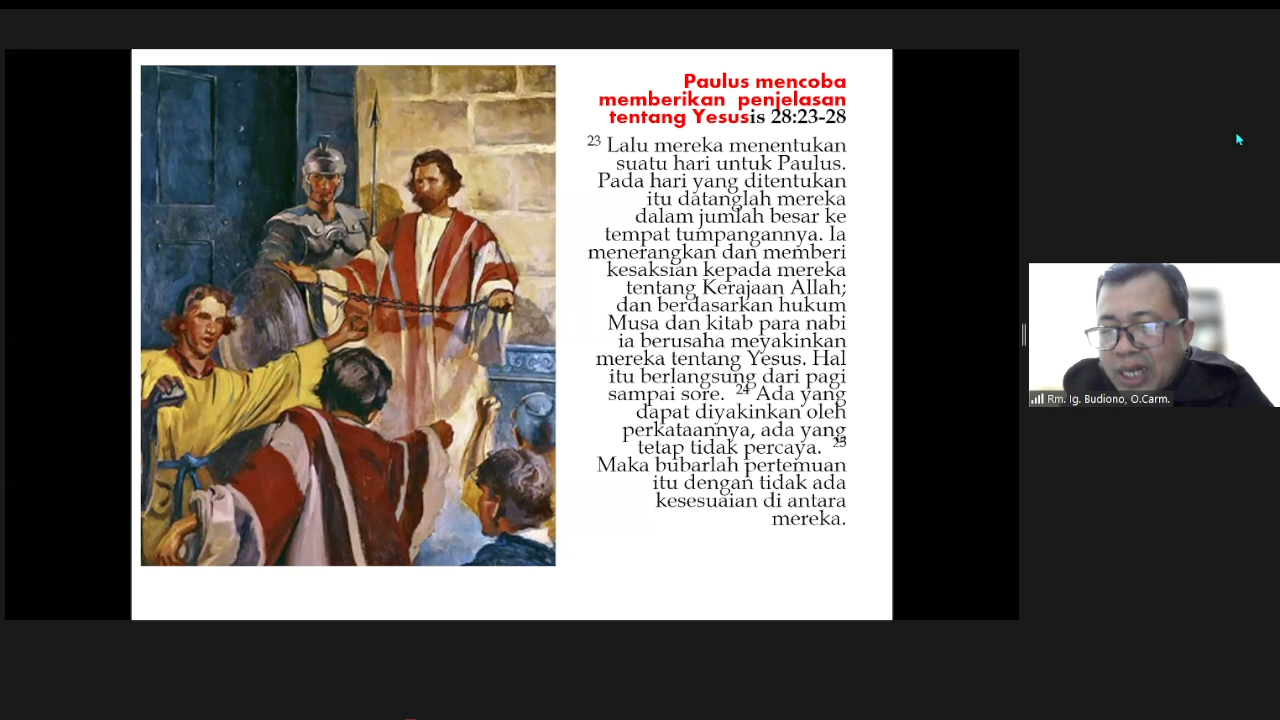 Paulus mencoba
memberikan penjelasan
tentang Yesusis 28:23-28
23 Lalu mereka menentukan
suatu hari untuk Paulus.
Pada hari yang ditentukan
itu datanglah mereka
dalam jumlah besar ke
tempat tumpangannya. Ia
menerangkan dan memberi
kesaksian kepada mereka
tentang Kerajaan Allah;
dan berdasarkan hukum
Musa dan kitab para nabi
ia berusaha meyakinkan
mereka tentang Yesus. Hal
itu berlangsung dari pagi
sampai sore. 24 Ada yang
dapat diyakinkan oleh
perkataannya, ada yang
tetap tidak percaya. 25
Maka bubarlah pertemuan
itu dengan tidak ada
kesesuaian di antara
mereka.
Rm. Ig. Budiono, O.Carm.